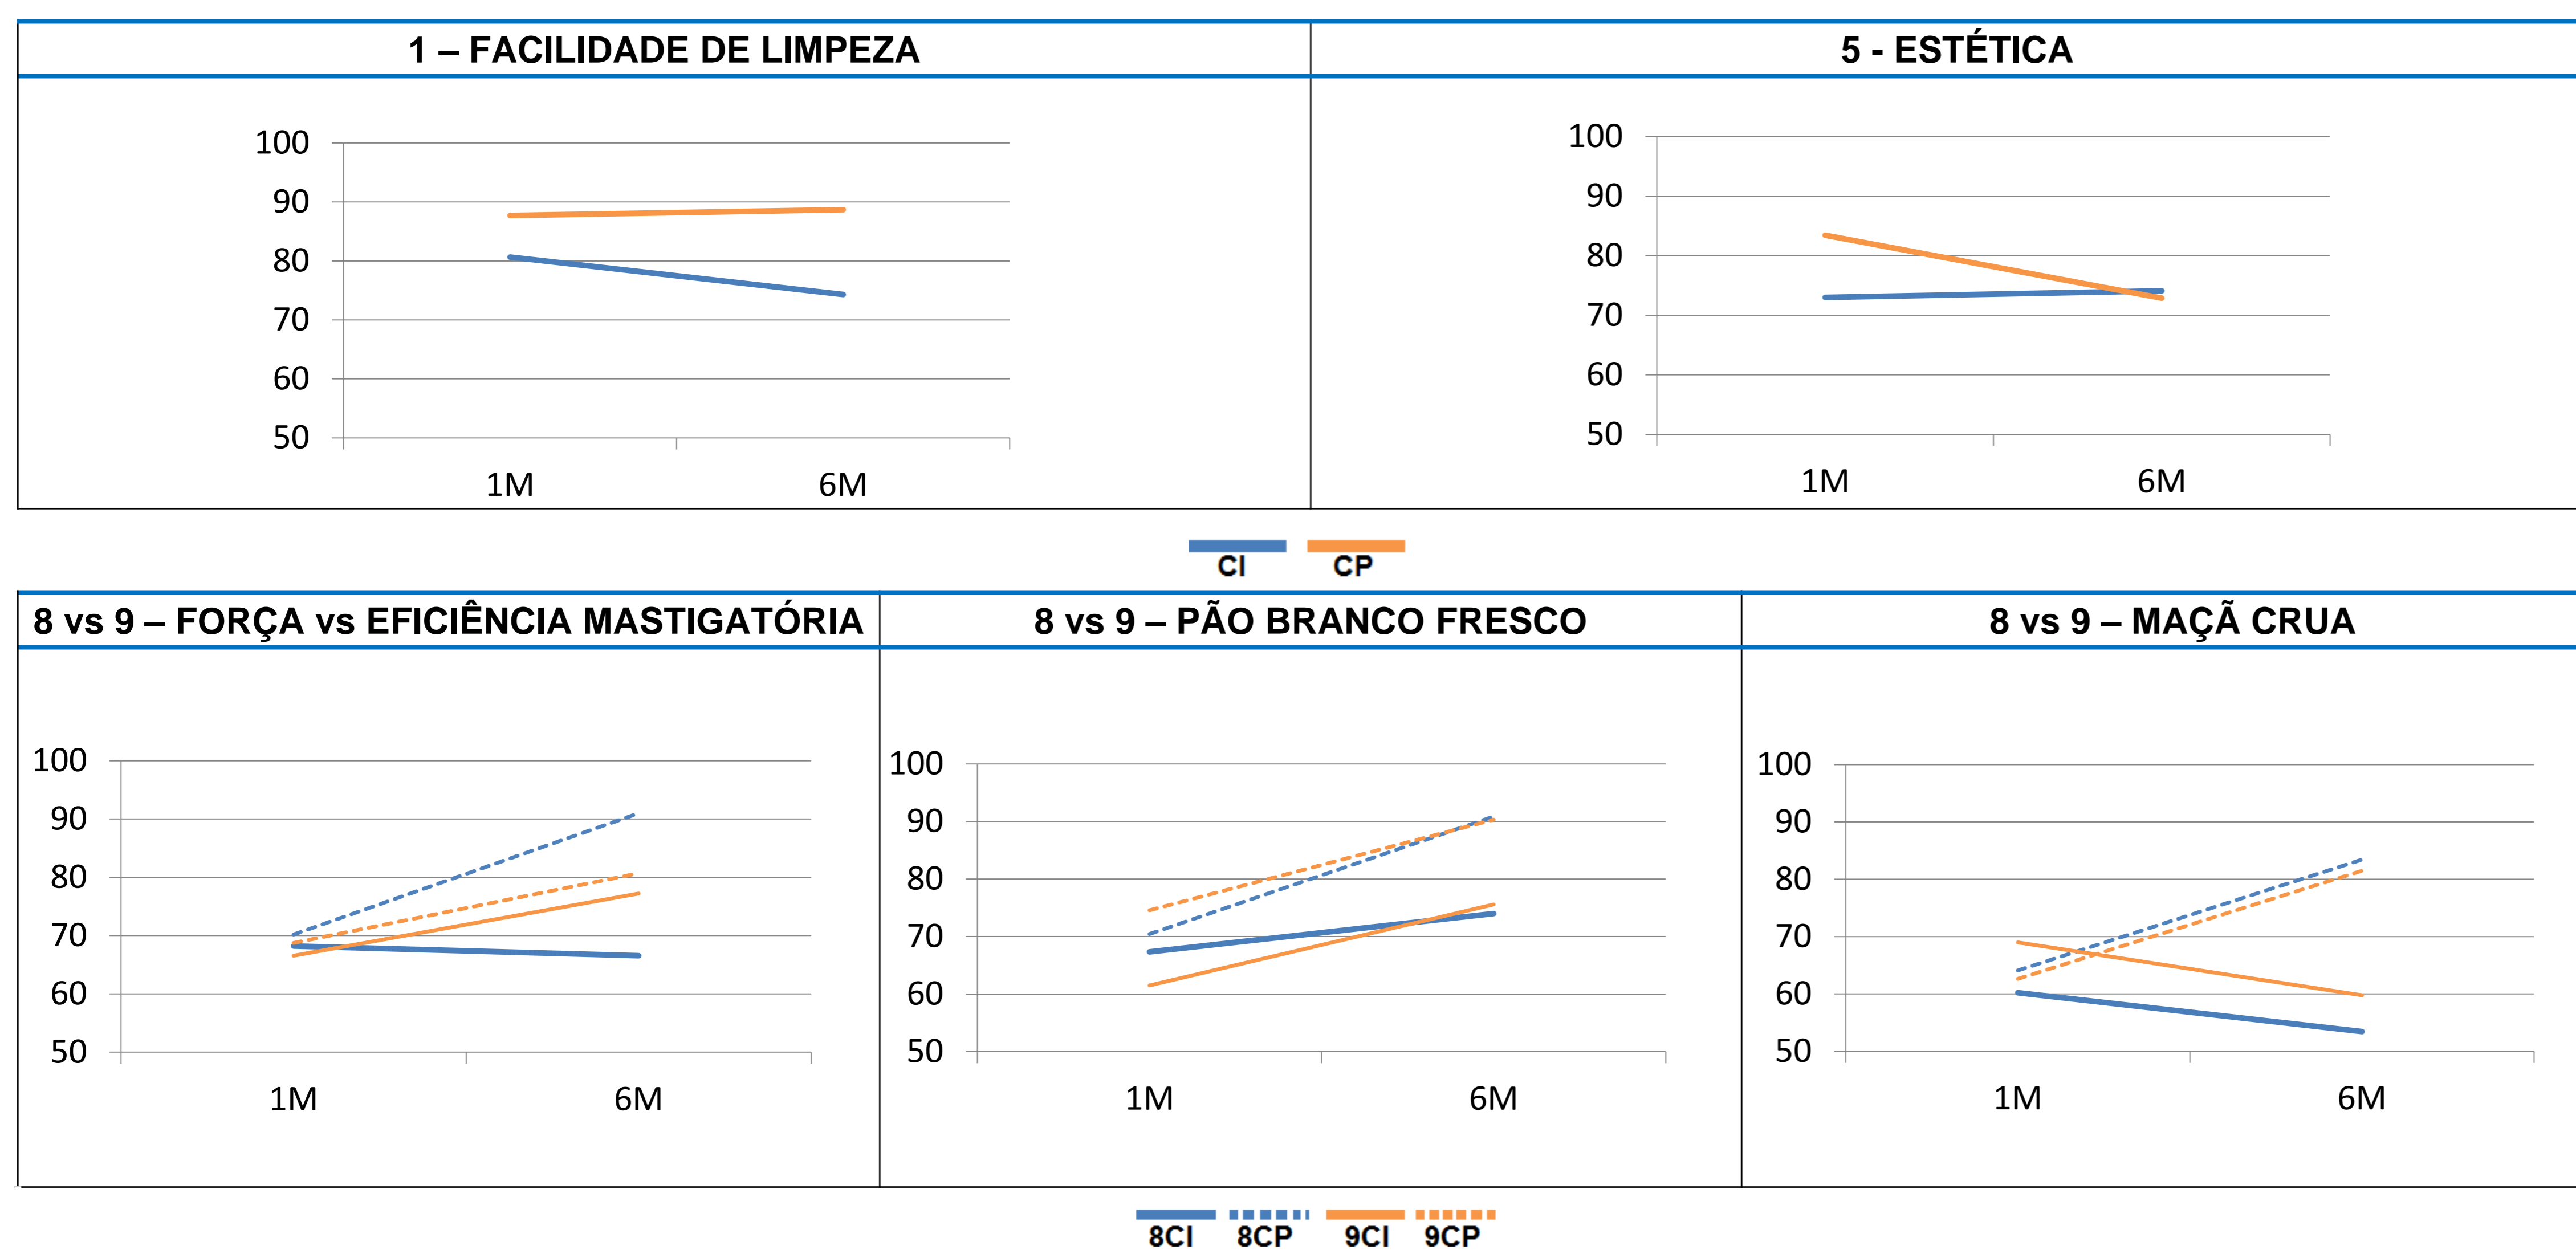 1 – FACILIDADE DE LIMPEZA
5 - ESTÉTICA
100
90
80
70
60
50
1M 6M
100
90
80
70
60
50
1M 6M
CI CP
8 vs 9 – FORÇA vs EFICIÊNCIA MASTIGATÓRIA
8 vs 9 – PÃO BRANCO FRESCO
8 vs 9 – MAÇÃ CRUA
100
90
80
70
60
50
1M 6M
100
90
80
70
60
50
1M 6M
100
90
80
70
60
50
1M 6M
8CI 8CP 9CI 9CP